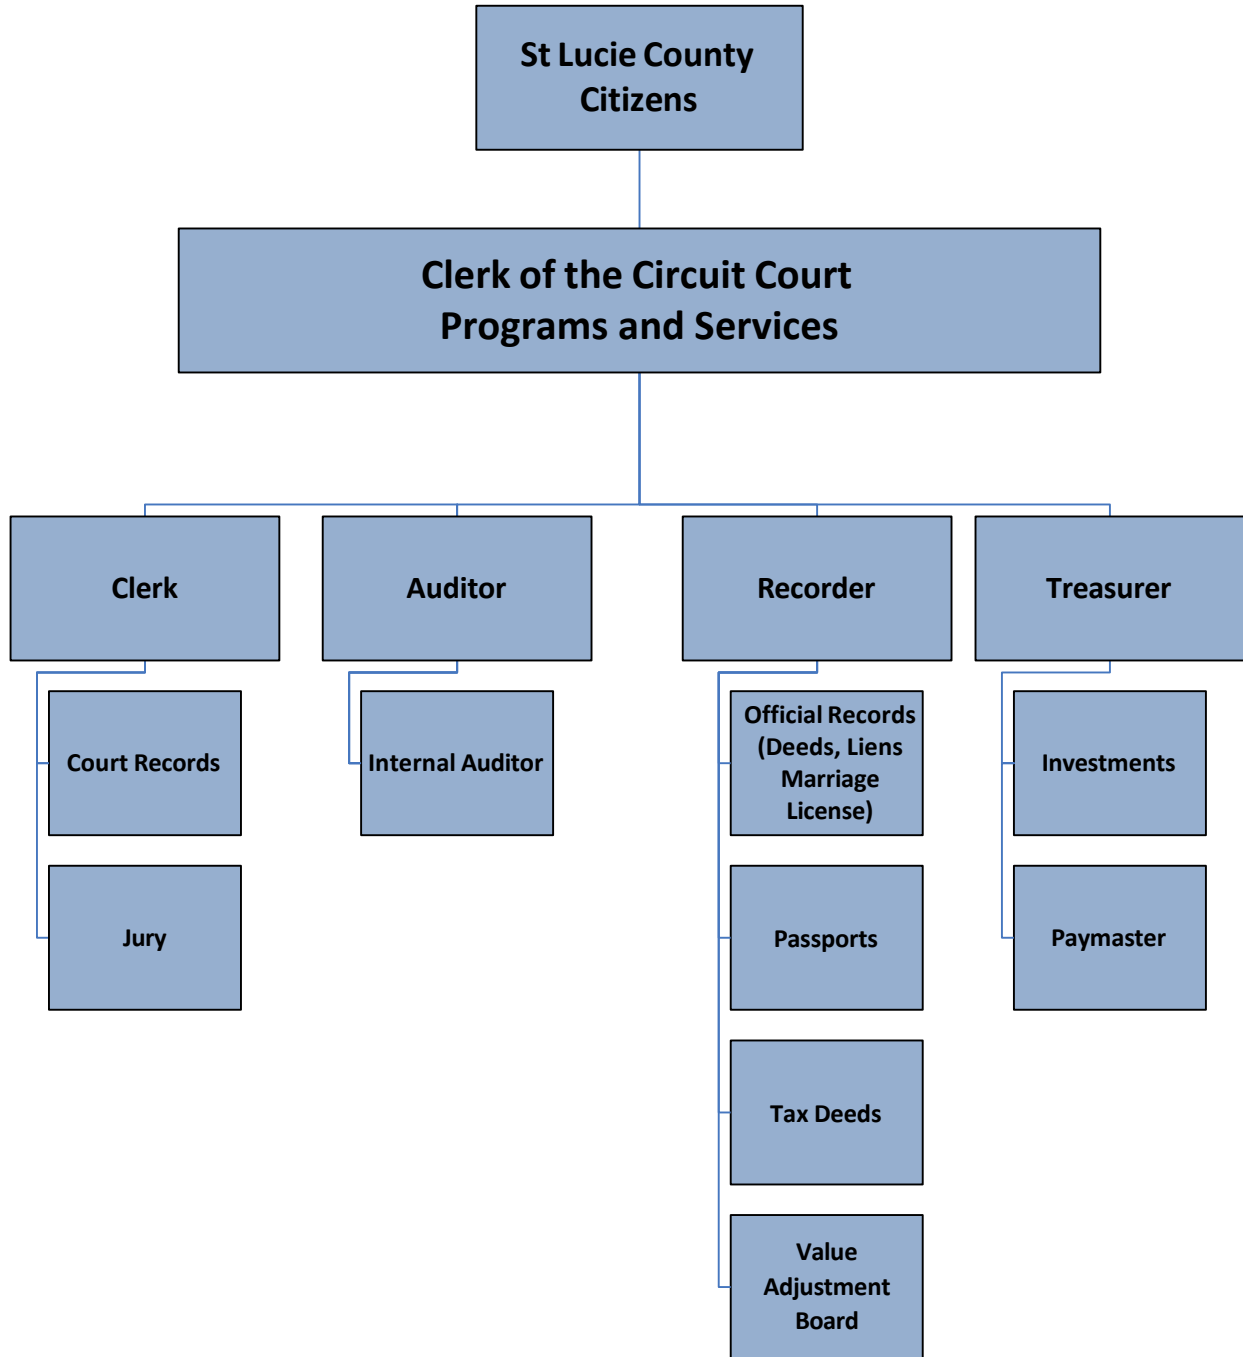 St Lucie County
Citizens
Clerk of the Circuit Court
Programs and Services
Clerk
Auditor
Recorder
Treasurer
Court Records
Internal Auditor
Official Records
(Deeds, Liens
Marriage
License)
Investments
Jury
Passports
Paymaster
Tax Deeds
Value
Adjustment
Board